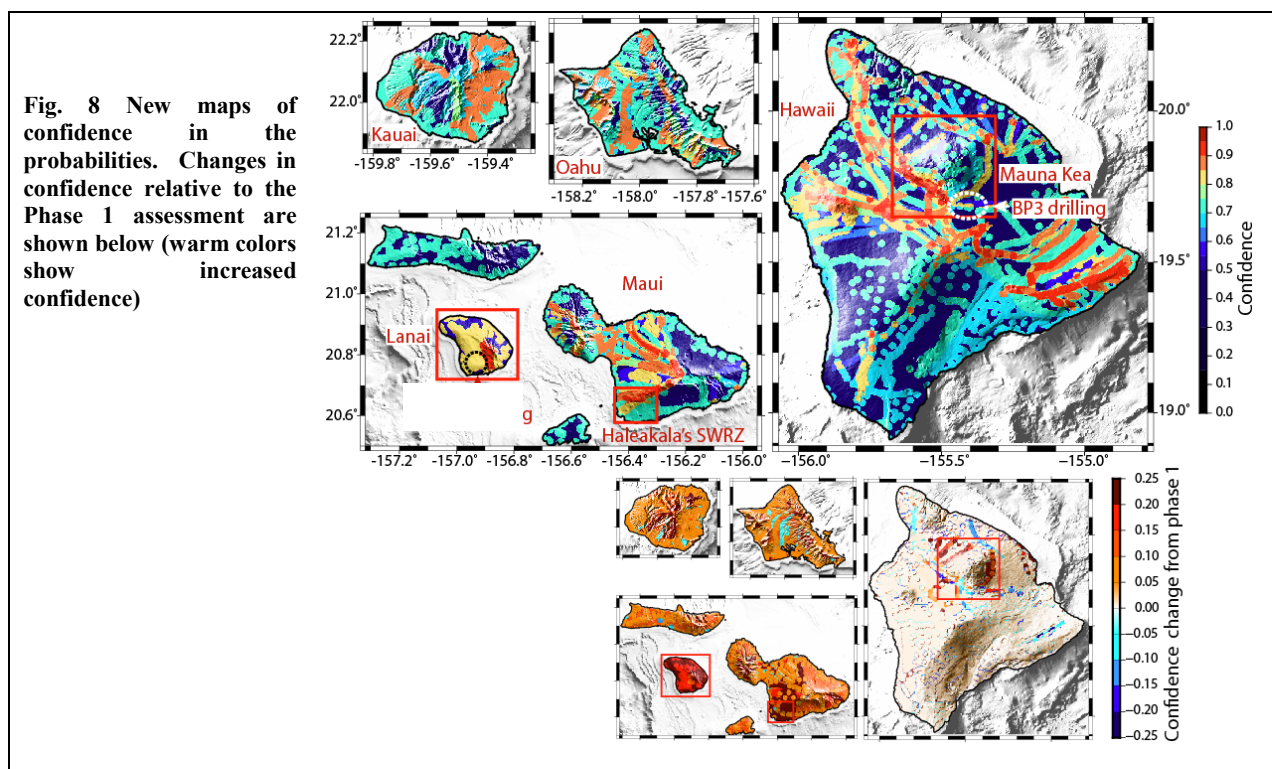 Fig. 8 New maps of
confidence in the
probabilities. Changes in
confidence relative to the
Phase 1 assessment are
shown below (warm colors
show increased
confidence)
22.2°
22.0°
Kauai
-159.8
-159.6°
-159.4°
Oahu
-158.2°
-158.0°
-157.8°
-157.6°
Hawaii
Mauna Kea
BP3 drilling
20.0°
19.5°
19.0°
-156.0°
-155.5°
-155.0°
1.0
0.9
0.8
0.7
0.6
0.5
0.4
0.3
0.2
0.1
0.0
Confidence
21.2°
21.0°
20.8°
20.6°
Maui
Lanai
g
Haleakala's SWRZ
-157.2°
-157.0°
-156.8°
-156.6°
-156.4°
-156.2°
-156.0°
0.25
0.20
0.15
0.10
0.05
0.00
-0.05
-0.10
-0.15
-0.20
-0.25
Confidence change from phase 1